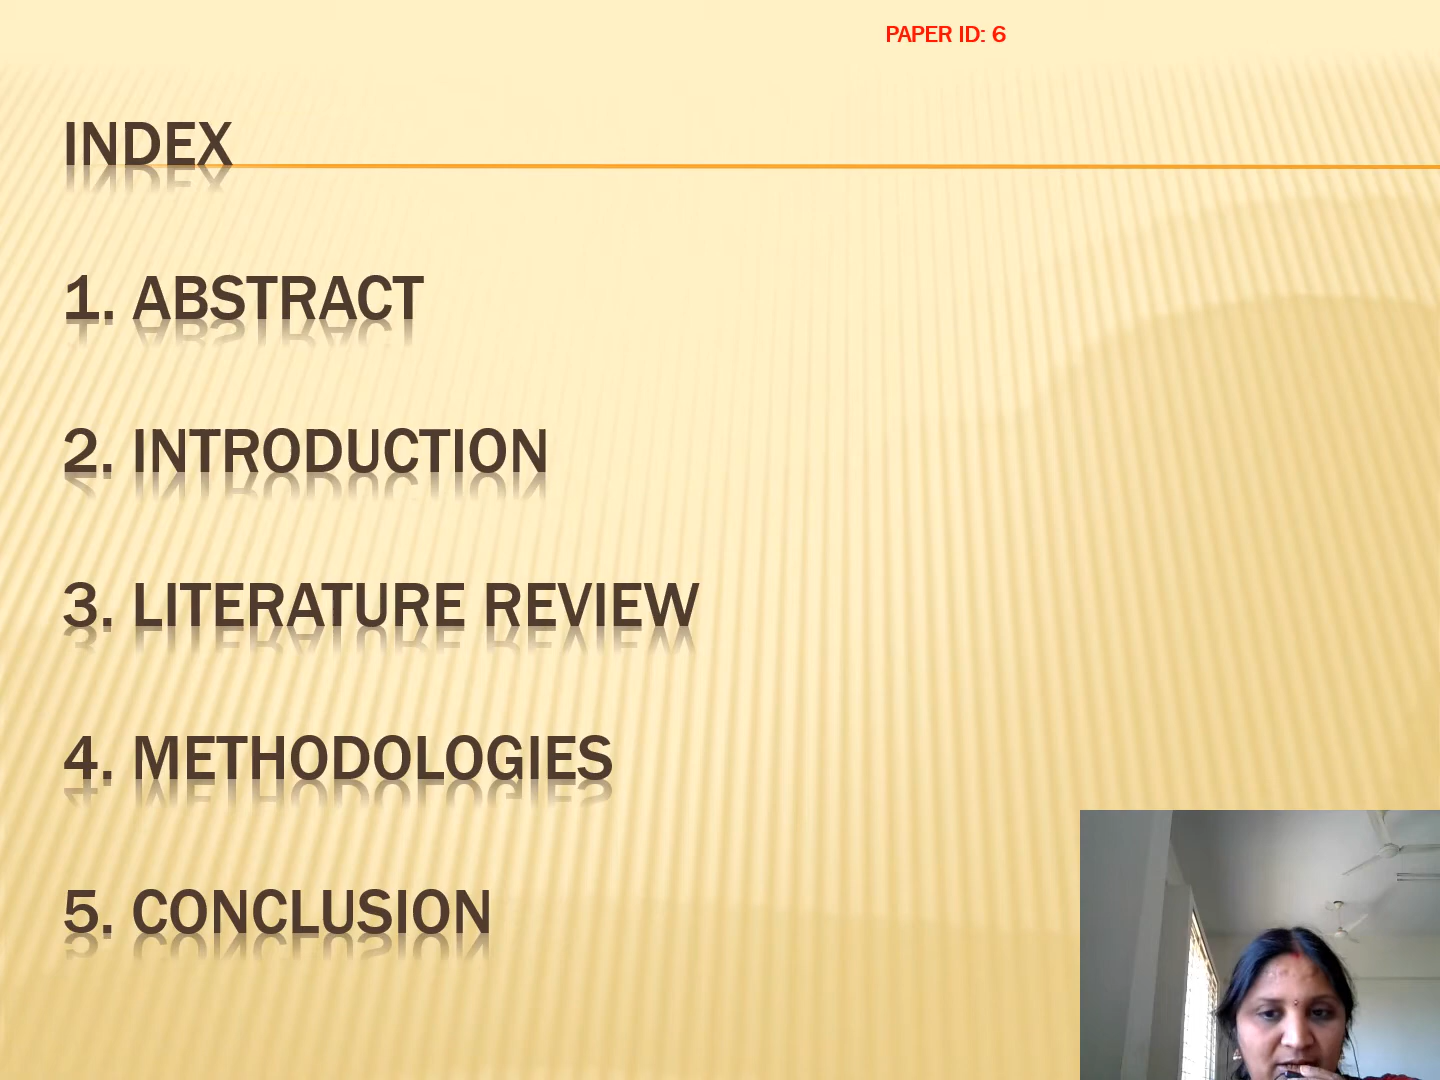 PAPER ID: 6
INDEX
1. ABSTRACT
2. INTRODUCTION
3. LITERATURE REVIEW
4. METHODOLOGIES
5. CONCLUSION